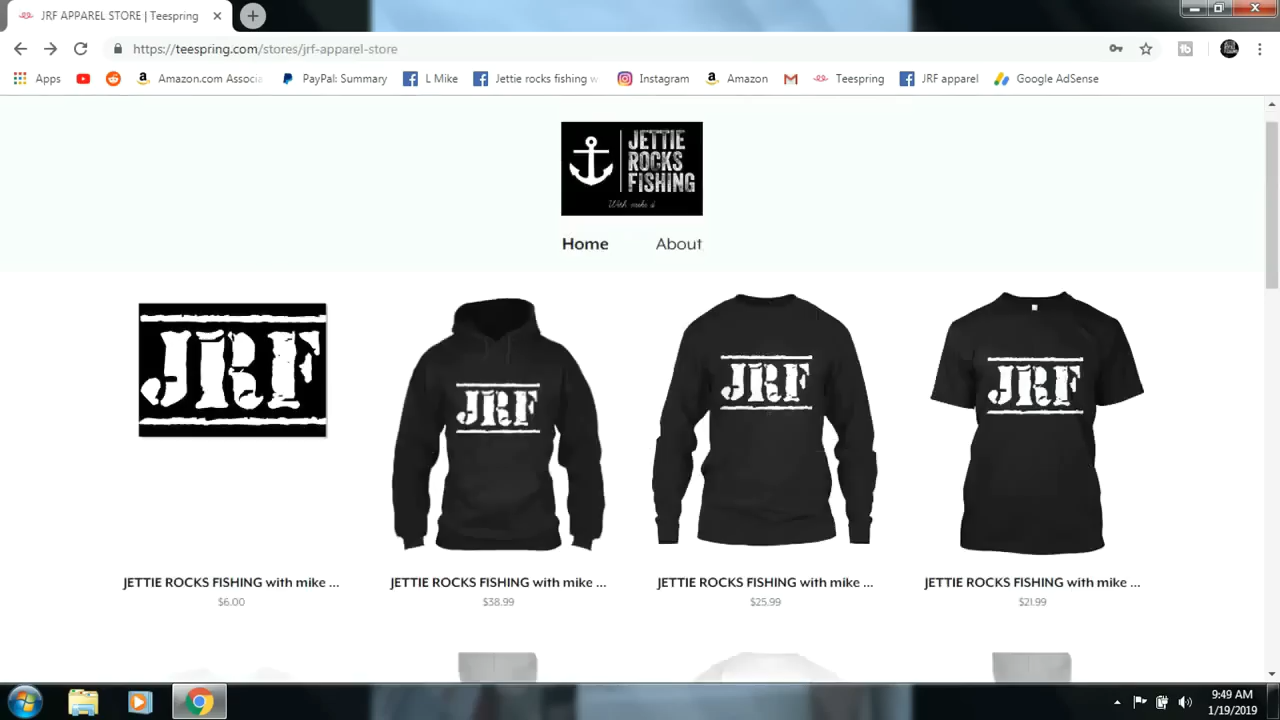 JRF APPAREL STORE | Teespring
https://teespring.com/stores/jrf-apparel-store
Apps
Amazon.com Associa
PayPal: Summary
L Mike
Jettie rocks fishing w
Instagram
Amazon
Teespring
JRF apparel
Google AdSense
JETTIE
ROCKS
FISHING
With mike d
Home
About
JRF
JRF
JRF
JRF
JETTIE ROCKS FISHING with mike ...
$6.00
JETTIE ROCKS FISHING with mike ...
$38.99
JETTIE ROCKS FISHING with mike ...
$25.99
JETTIE ROCKS FISHING with mike ...
$21.99
9:49 AM
1/19/2019